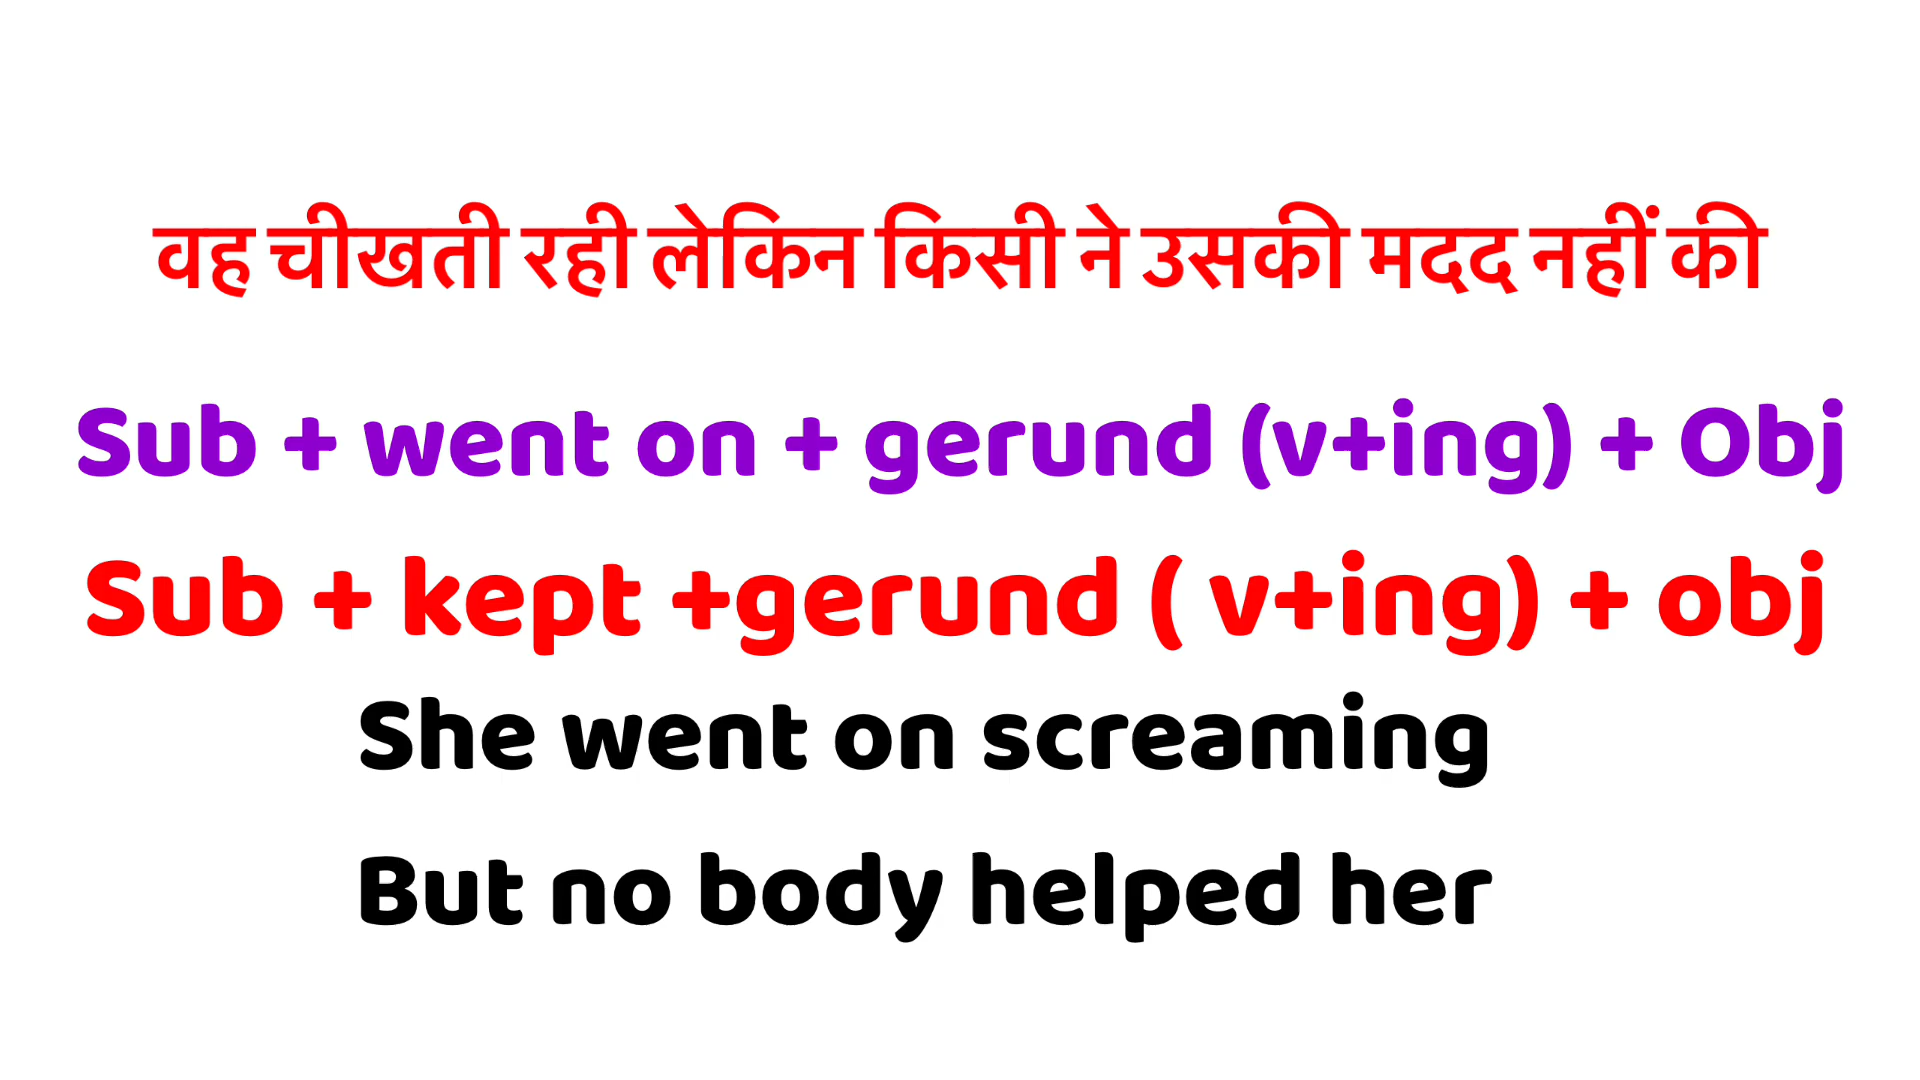 वह चीखती रही लेकिन किसी ने उसकी मदद नहीं की
Sub + went on + gerund (v+ing) + Obj
Sub + kept +gerund ( v+ing) + obj
She went on screaming
But no body helped her